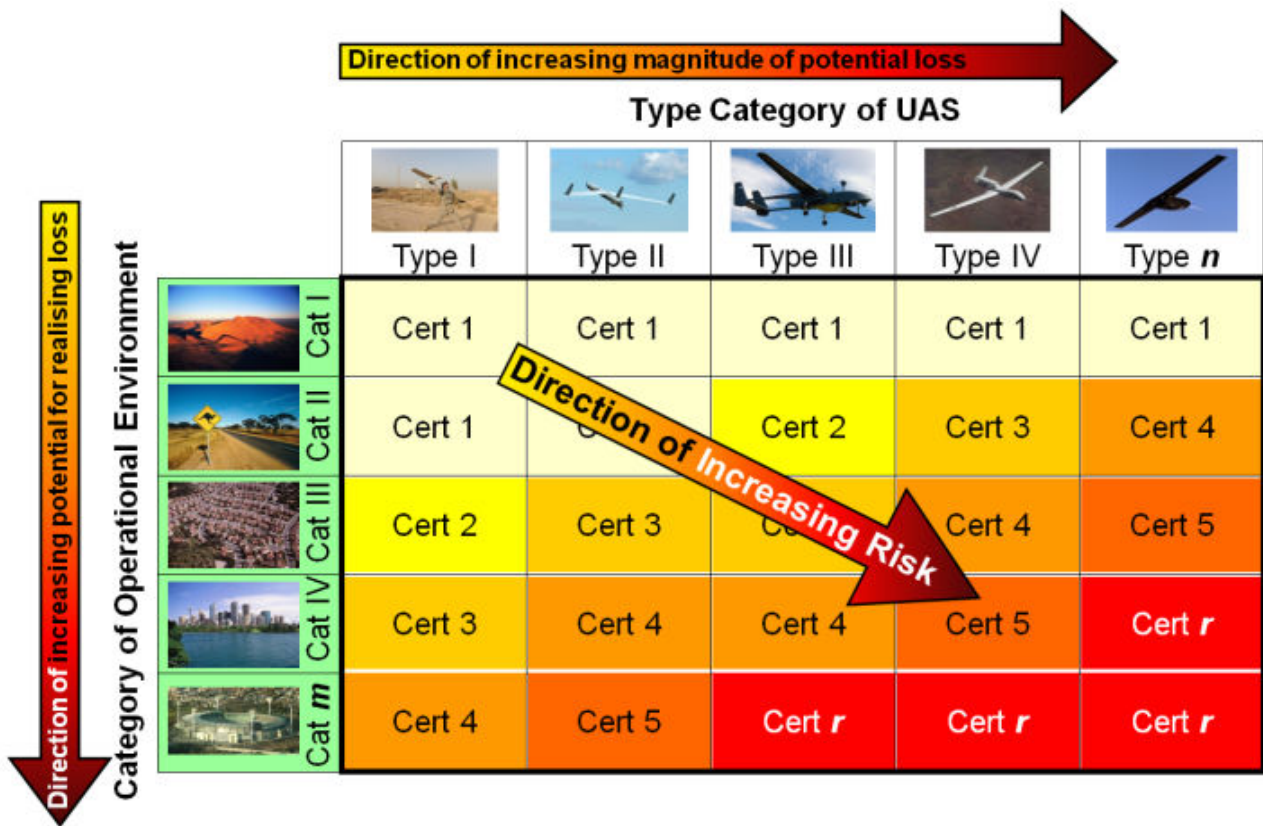 Direction of increasing magnitude of potential loss
Type Category of UAS
Type I Type II Type III Type IV Type n
Direction of increasing potential for realising loss
Category of Operational Environment
Cat I Cert 1 Cert 1 Cert 1 Cert 1 Cert 1
Cat II Cert 1 Cert 2 Cert 3 Cert 4
Direction of Increasing Risk
Cat III Cert 2 Cert 3 Cert 4 Cert 5
Cat IV Cert 3 Cert 4 Cert 4 Cert 5 Cert r
Cat m Cert 4 Cert 5 Cert r Cert r Cert r